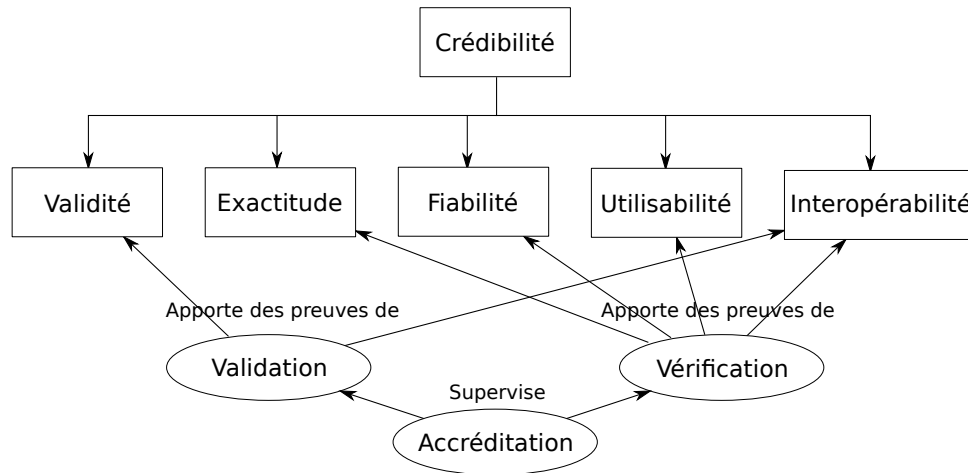 Crédibilité
Validité
Exactitude
Fiabilité
Utilisabilité
Interopérabilité
Apporte des preuves de
Apporte des preuves de
Validation
Vérification
Supervise
Accréditation